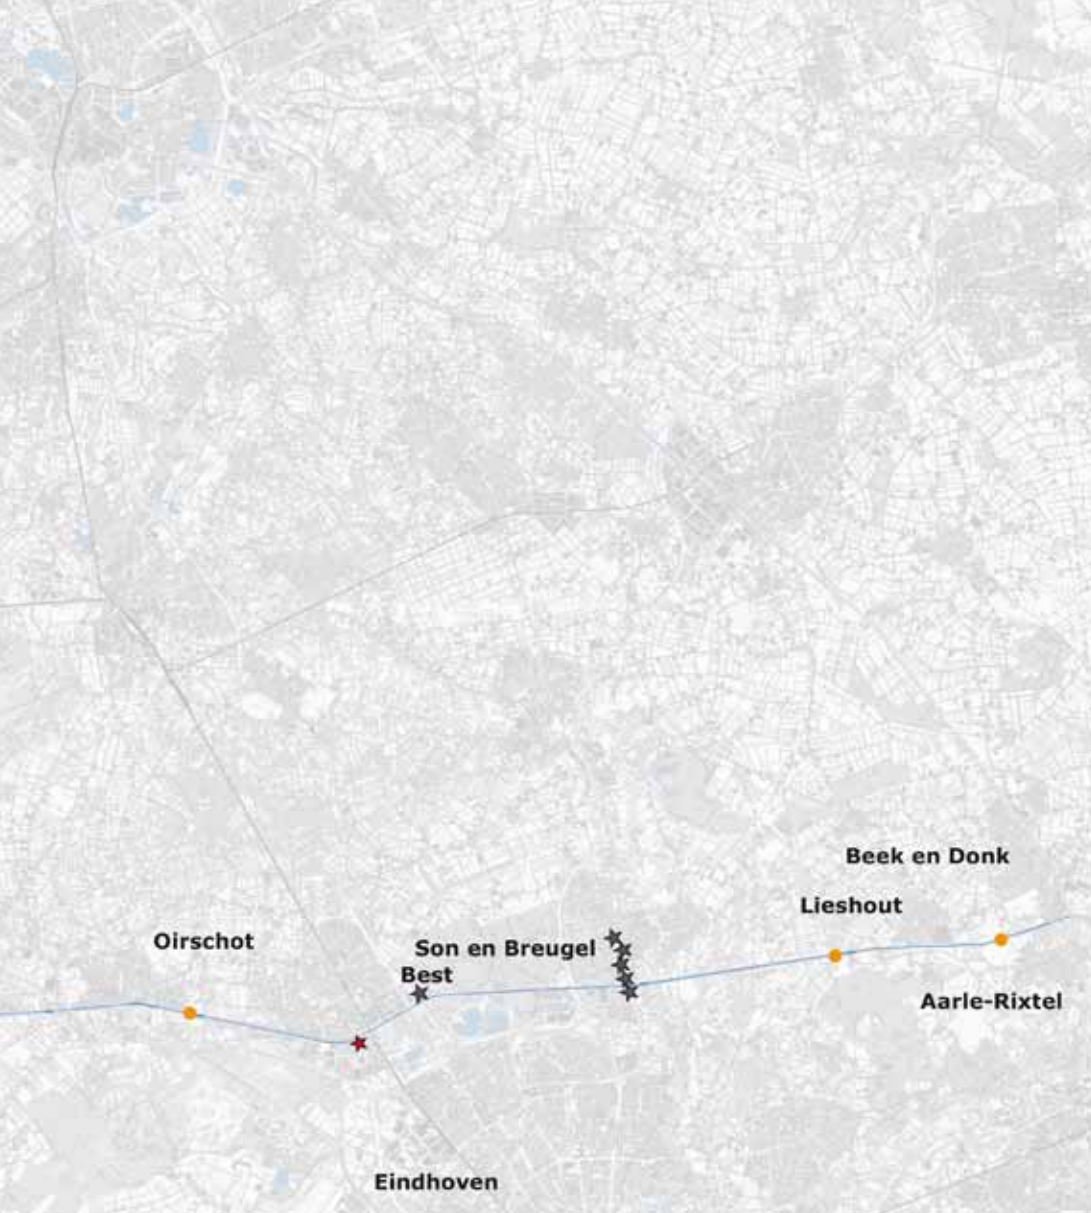 Beek en Donk
Lieshout
Oirschot
Son en Breugel
Best
Aarle-Rixtel
Eindhoven